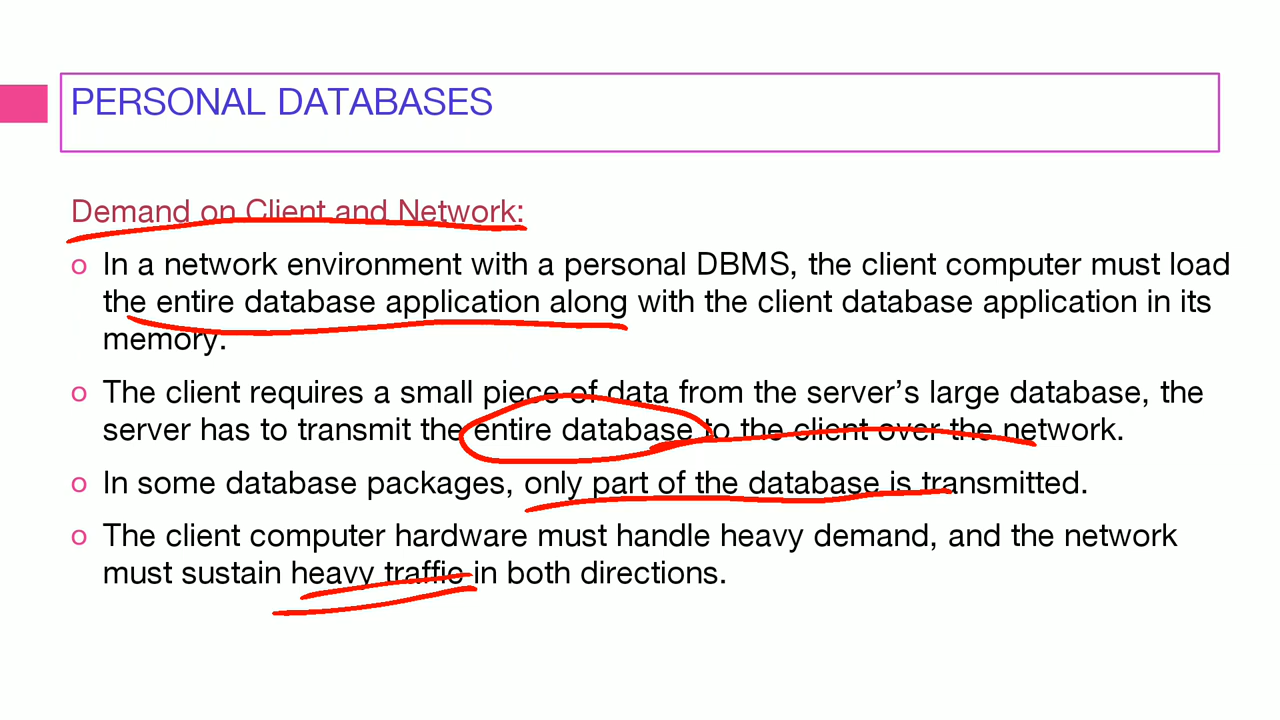 PERSONAL DATABASES
Demand on Client and Network:
o In a network environment with a personal DBMS, the client computer must load
the entire database application along with the client database application in its
memory.
o The client requires a small piece of data from the server’s large database, the
server has to transmit the entire database to the client over the network.
o In some database packages, only part of the database is transmitted.
o The client computer hardware must handle heavy demand, and the network
must sustain heavy traffic in both directions.